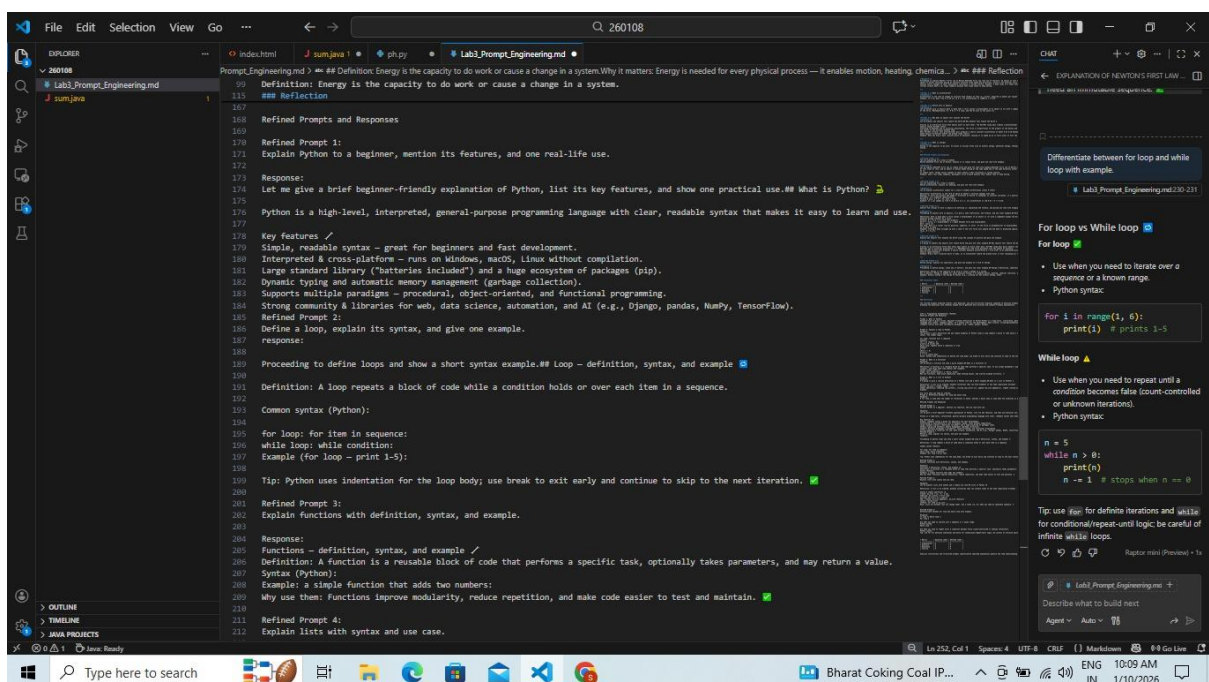 File Edit Selection View Go ...
260108
EXPLORER
260108
Lab3_Prompt_Engineering.md
J sum.java 1
OUTLINE
TIMELINE
JAVA PROJECTS
index.html
J sum.java 1
ph.py
Lab3_Prompt_Engineering.md
Prompt_Engineering.md > ## Definition: Energy is the capacity to do work or cause a change in a system.Why it matters: Energy is needed for every physical process — it enables motion, heating, chemica... > ### Reflection
99 Definition: Energy is the capacity to do work or cause a change in a system.
115 ### Reflection
167
168 Refined Prompts and Responses
169
170 Refined Prompt 1:
171 Explain Python to a beginner, mention its features, and one real-life use.
172
173 Response:
174 Let me give a brief beginner-friendly explanation of Python, list its key features, and show one practical use.## What is Python? 🐍
175
176 Python is a high-level, interpreted, general-purpose programming language with clear, readable syntax that makes it easy to learn and use.
177
178 Key features
179 Simple, readable syntax — great for beginners and fast development.
180 Interpreted & cross-platform — runs on Windows, macOS, Linux without compilation.
181 Large standard library ("batteries included") and a huge ecosystem of packages (pip).
182 Dynamic typing and automatic memory management (garbage collection).
183 Supports multiple paradigms — procedural, object-oriented, and functional programming.
184 Strong community & libraries for web, data science, automation, and AI (e.g., Django, pandas, NumPy, TensorFlow).
185 Refined Prompt 2:
186 Define a loop, explain its syntax, and give one example.
187 response:
188
189 Proceeding to define loops and show a short syntax example.## Loop — definition, syntax, and example 🔁
190
191 Definition: A loop repeats a block of code while a condition holds or over each item in a sequence.
192
193 Common syntax (Python):
194
195 for loop: for item in sequence:
196 while loop: while condition:
197 Example (for loop — print 1–5):
198
199 Tip: Python uses indentation for the loop body; use break to exit early and continue to skip to the next iteration. ✅
200
201 Refined Prompt 3:
202 Explain functions with definition, syntax, and example.
203
204 Response:
205 Functions — definition, syntax, and example
206 Definition: A function is a reusable block of code that performs a specific task, optionally takes parameters, and may return a value.
207 Syntax (Python):
208 Example: a simple function that adds two numbers:
209 Why use them: Functions improve modularity, reduce repetition, and make code easier to test and maintain. ✅
210
211 Refined Prompt 4:
212 Explain lists with syntax and use case.
CHAT
EXPLANATION OF NEWTON'S FIRST LAW ...
need an immutable sequence. ✅
Differentiate between for loop and while
loop with example.
Lab3_Prompt_Engineering.md:230-231
For loop vs While loop 🔁
For loop ✅
• Use when you need to iterate over a
sequence or a known range.
• Python syntax:
for i in range(1, 6):
print(i) # prints 1–5
While loop ⚠
• Use when you need to repeat until a
condition becomes false (count-controlled
or unknown iterations).
• Python syntax:
n = 5
while n > 0:
print(n)
n -= 1 # stops when n == 0
Tip: use for for definite iterations and while
for conditional/repeat-until logic; be careful of
infinite while loops.
Raptor mini (Preview) • 1x
Lab3_Prompt_Engineering.md
Describe what to build next
Agent Auto
0 1 Java: Ready
Ln 252, Col 1 Spaces: 4 UTF-8 CRLF {} Markdown Go Live
Type here to search
Bharat Coking Coal IP...
ENG 10:09 AM
IN 1/10/2026